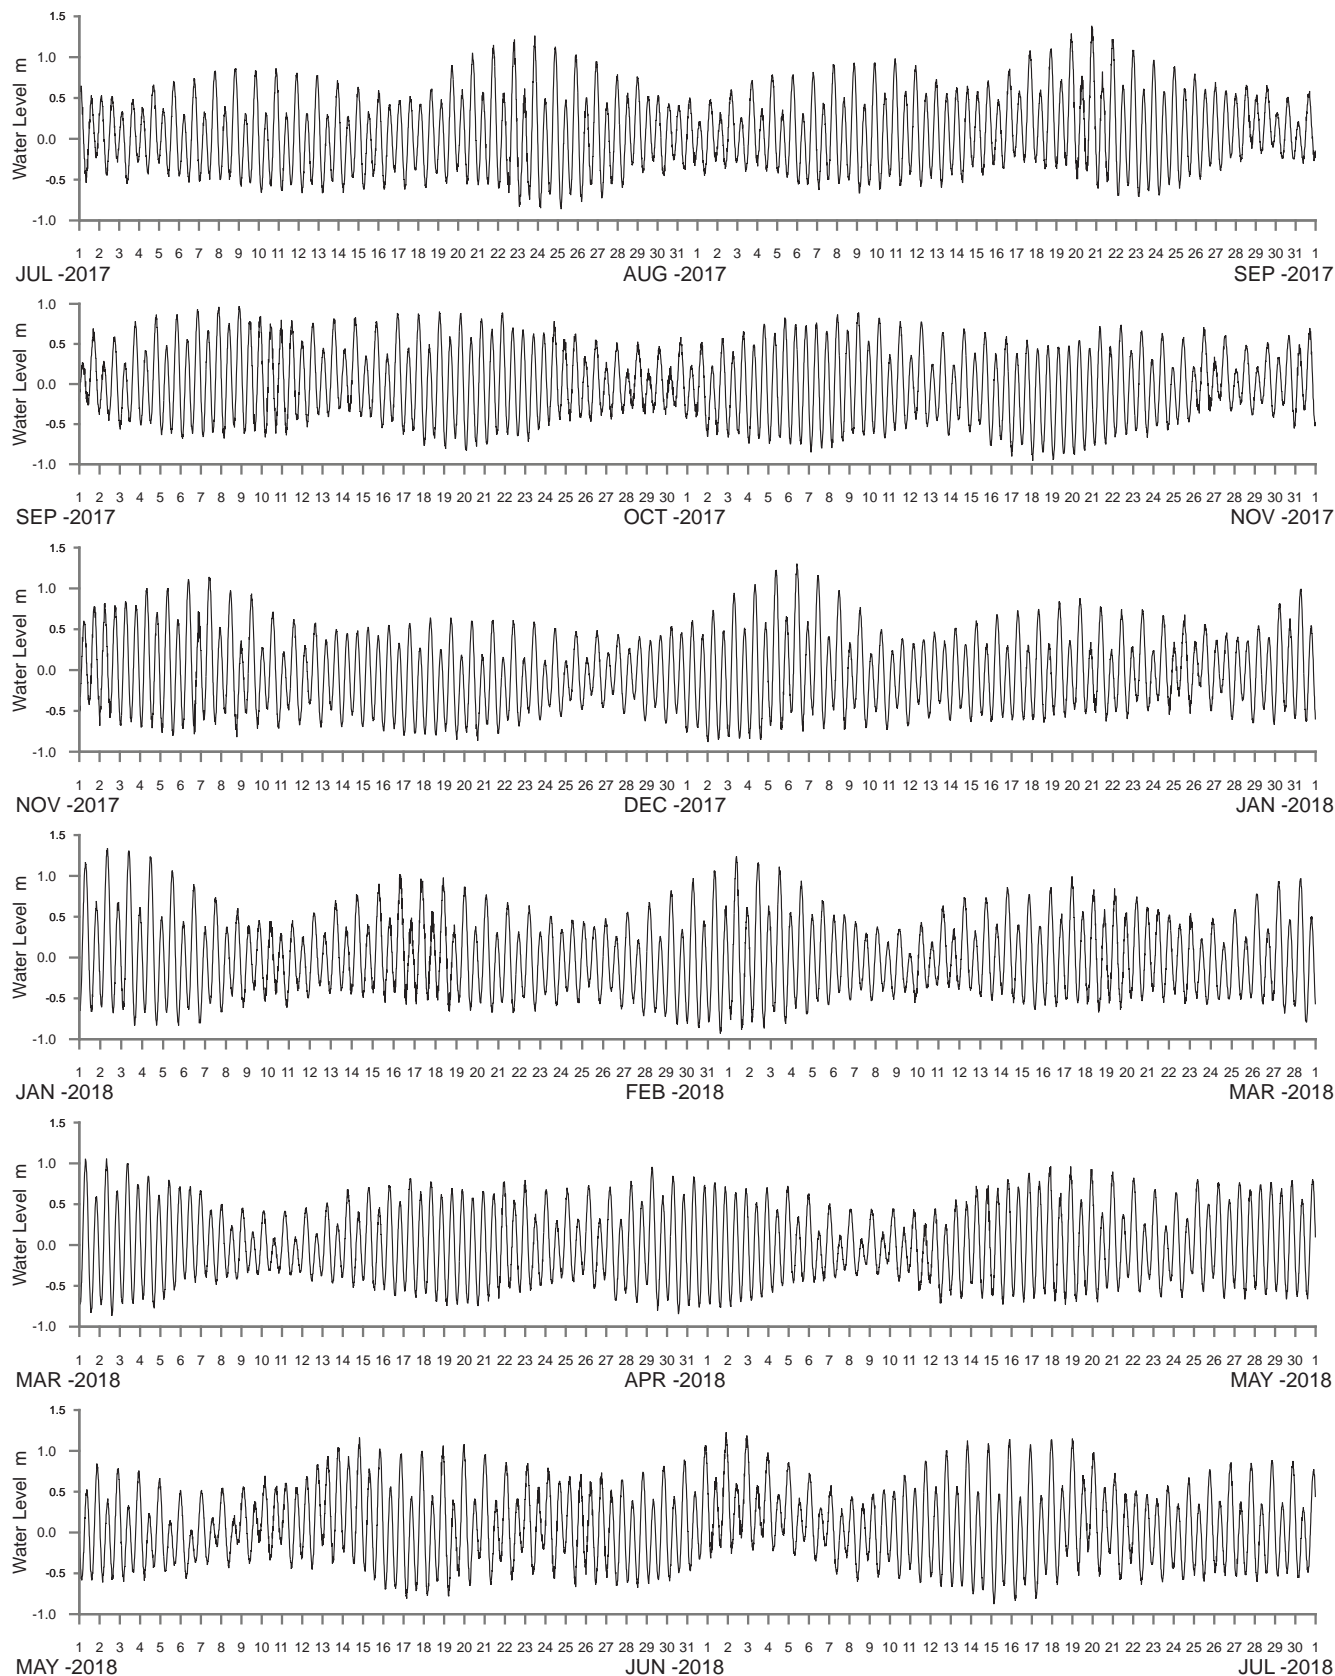 1.5
1.0
0.5
0.0
-0.5
-1.0
Water Level m
1 2 3 4 5 6 7 8 9 10 11 12 13 14 15 16 17 18 19 20 21 22 23 24 25 26 27 28 29 30 31 1 2 3 4 5 6 7 8 9 10 11 12 13 14 15 16 17 18 19 20 21 22 23 24 25 26 27 28 29 30 31 1
JUL -2017 AUG -2017 SEP -2017
1.0
0.5
0.0
-0.5
-1.0
Water Level m
1 2 3 4 5 6 7 8 9 10 11 12 13 14 15 16 17 18 19 20 21 22 23 24 25 26 27 28 29 30 1 2 3 4 5 6 7 8 9 10 11 12 13 14 15 16 17 18 19 20 21 22 23 24 25 26 27 28 29 30 31 1
SEP -2017 OCT -2017 NOV -2017
1.5
1.0
0.5
0.0
-0.5
-1.0
Water Level m
1 2 3 4 5 6 7 8 9 10 11 12 13 14 15 16 17 18 19 20 21 22 23 24 25 26 27 28 29 30 1 2 3 4 5 6 7 8 9 10 11 12 13 14 15 16 17 18 19 20 21 22 23 24 25 26 27 28 29 30 31 1
NOV -2017 DEC -2017 JAN -2018
1.5
1.0
0.5
0.0
-0.5
-1.0
Water Level m
1 2 3 4 5 6 7 8 9 10 11 12 13 14 15 16 17 18 19 20 21 22 23 24 25 26 27 28 29 30 31 1 2 3 4 5 6 7 8 9 10 11 12 13 14 15 16 17 18 19 20 21 22 23 24 25 26 27 28 1
JAN -2018 FEB -2018 MAR -2018
1.5
1.0
0.5
0.0
-0.5
-1.0
Water Level m
1 2 3 4 5 6 7 8 9 10 11 12 13 14 15 16 17 18 19 20 21 22 23 24 25 26 27 28 29 30 31 1 2 3 4 5 6 7 8 9 10 11 12 13 14 15 16 17 18 19 20 21 22 23 24 25 26 27 28 29 30 1
MAR -2018 APR -2018 MAY -2018
1.5
1.0
0.5
0.0
-0.5
-1.0
Water Level m
1 2 3 4 5 6 7 8 9 10 11 12 13 14 15 16 17 18 19 20 21 22 23 24 25 26 27 28 29 30 31 1 2 3 4 5 6 7 8 9 10 11 12 13 14 15 16 17 18 19 20 21 22 23 24 25 26 27 28 29 30 1
MAY -2018 JUN -2018 JUL -2018